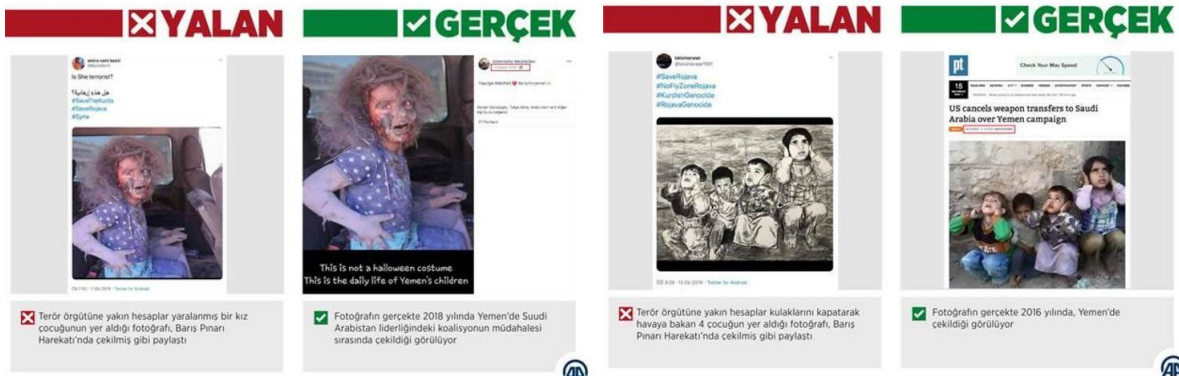 YALAN
GERÇEK
Is She terrorist?
هل هذه إرهابية؟
#SaveTheKurds
#SaveRojava
#Syria
This is not a halloween costume
This is the daily life of Yemen's children
Terör örgütüne yakın hesaplar yaralanmış bir kız
çocuğunun yer aldığı fotoğrafı, Barış Pınarı
Harekatı'nda çekilmiş gibi paylaştı
Fotoğrafın gerçekte 2018 yılında Yemen'de Suudi
Arabistan liderliğindeki koalisyonun müdahalesi
sırasında çekildiği görülüyor
YALAN
GERÇEK
#SaveRojava
#NoFlyZoneRojava
#KurdishGenocide
#RojavaGenocide
pt
Check Your Mac Speed
15
US cancels weapon transfers to Saudi
Arabia over Yemen campaign
Terör örgütüne yakın hesaplar kulaklarını kapatarak
havaya bakan 4 çocuğun yer aldığı fotoğrafı, Barış
Pınarı Harekatı'nda çekilmiş gibi paylaştı
Fotoğrafın gerçekte 2016 yılında, Yemen'de
çekildiği görülüyor